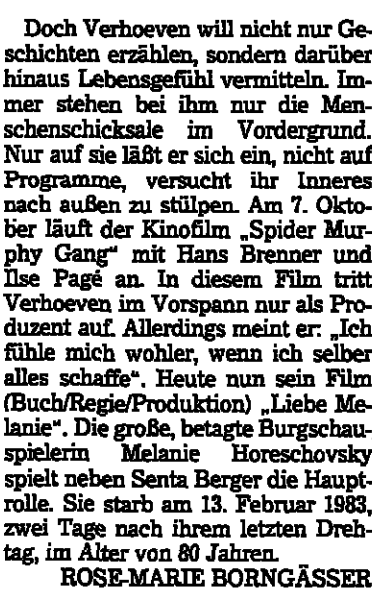 Doch Verhoeven will nicht nur Ge-
schichten erzählen, sondern darüber
hinaus Lebensgefühl vermitteln. Im-
mer stehen bei ihm nur die Men-
schenschicksale im Vordergrund.
Nur auf sie läßt er sich ein, nicht auf
Programme, versucht ihr Inneres
nach außen zu stülpen. Am 7. Okto-
ber läuft der Kinofilm „Spider Mur-
phy Gang“ mit Hans Brenner und
Ilse Pagé an. In diesem Film tritt
Verhoeven im Vorspann nur als Pro-
duzent auf. Allerdings meint er: „Ich
fühle mich wohler, wenn ich selber
alles schaffe“. Heute nun sein Film
(Buch/Regie/Produktion) „Liebe Me-
lanie“. Die große, betagte Burgschau-
spielerin Melanie Horeschovsky
spielt neben Senta Berger die Haupt-
rolle. Sie starb am 13. Februar 1983,
zwei Tage nach ihrem letzten Dreh-
tag, im Alter von 80 Jahren.
ROSE-MARIE BORNGÄSSER